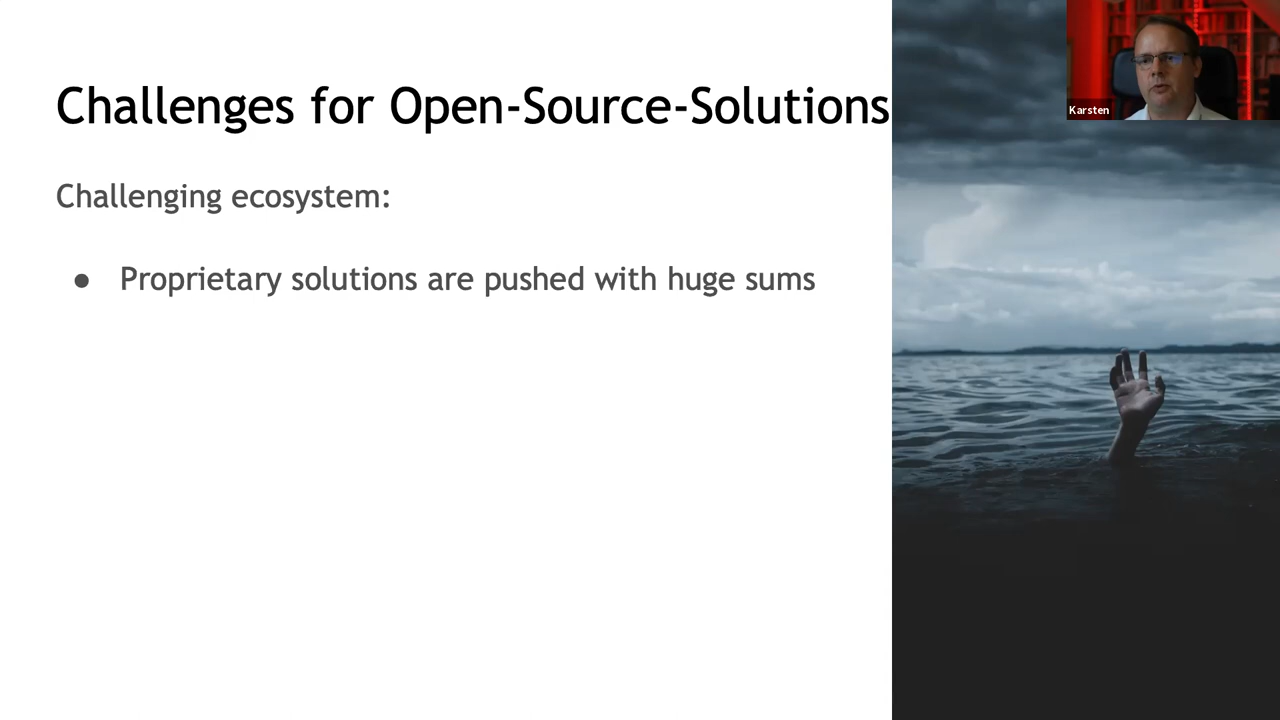 Challenges for Open-Source-Solutions
Challenging ecosystem:
● Proprietary solutions are pushed with huge sums
Karsten